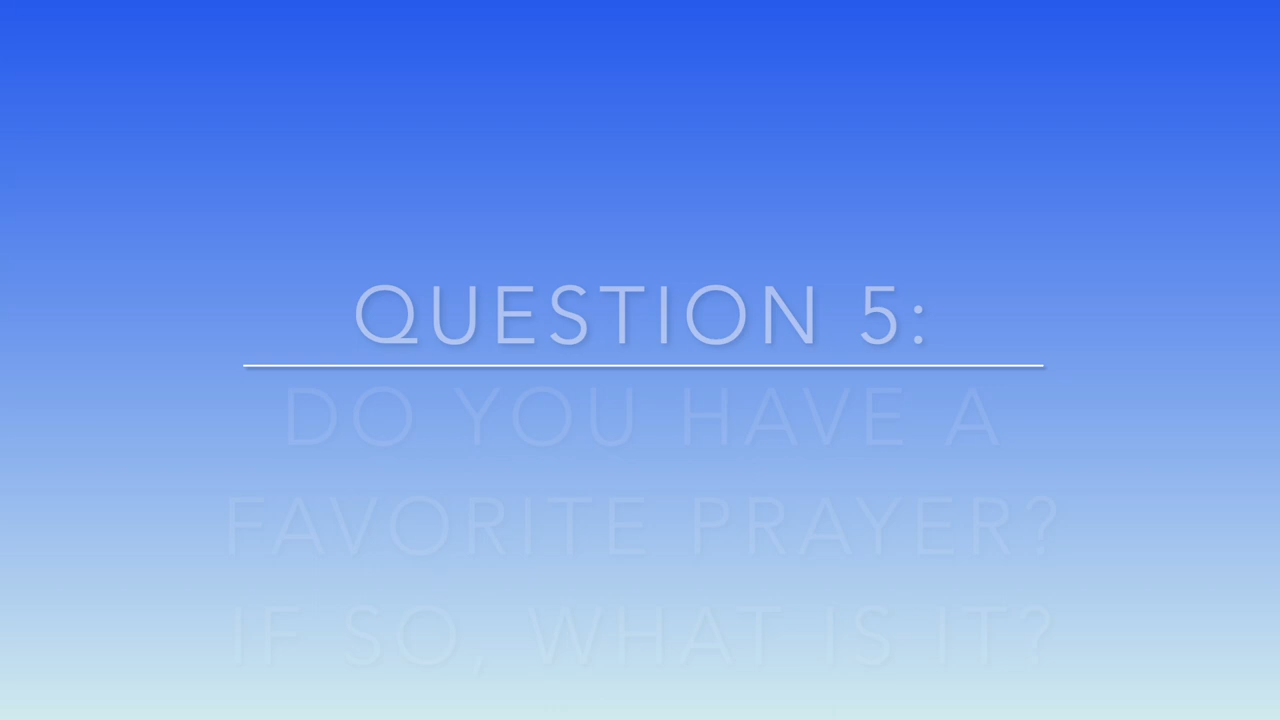 QUESTION 5:
DO YOU HAVE A
FAVORITE PRAYER?
IF SO, WHAT IS IT?